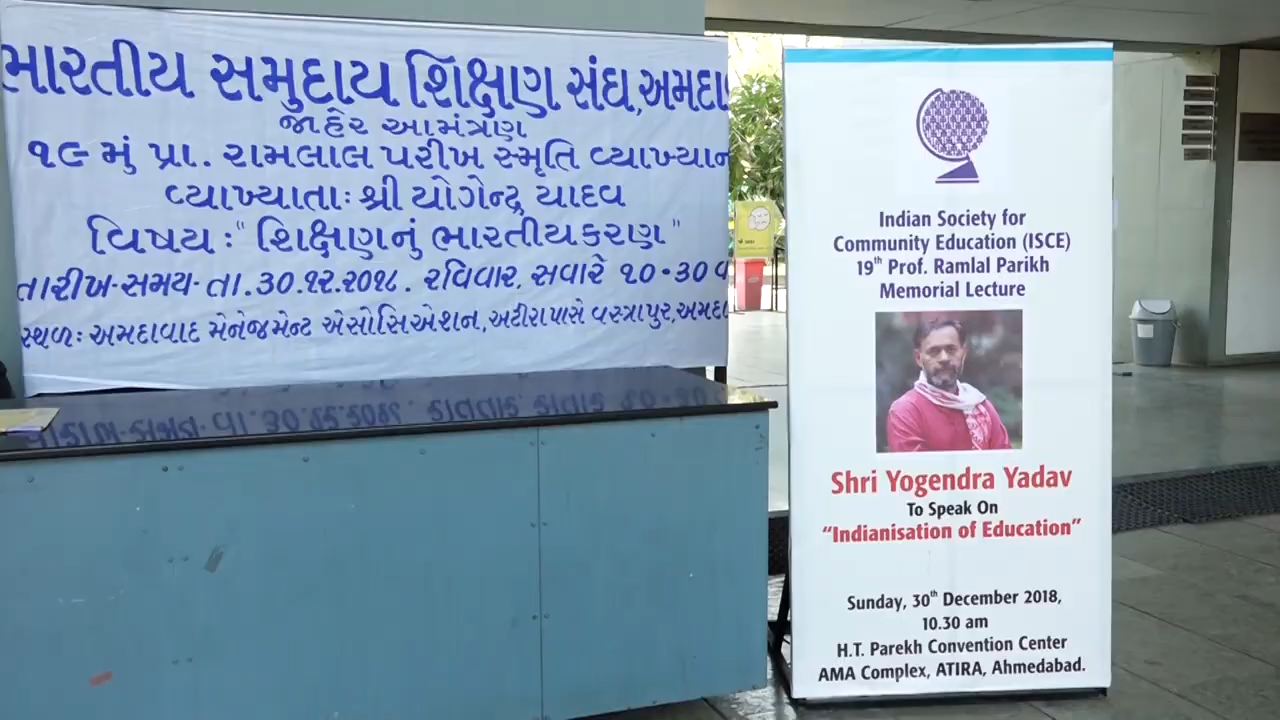 ભારતીય સમુદાય શિક્ષણ સંઘ,અમદા
જાહેર આમંત્રણ
૧૯ મું પ્રા. રામલાલ પરીખ સ્મૃતિ વ્યાખ્યાન
વ્યાખ્યાતાઃ શ્રી યોગેન્દ્ર યાદવ
વિષય : "શિક્ષણનું ભારતીયકરણ"
તારીખ-સમય- તા.30.૧૨.૨૦૧૮. રવિવાર, સવારે ૧૦•30 વ
સ્થળઃ અમદાવાદ મેનેજમેન્ટ એસોસિએશન,અટીરાપાસે વસ્ત્રાપુર,અમદા
Indian Society for
Community Education (ISCE)
19th Prof. Ramlal Parikh
Memorial Lecture
Shri Yogendra Yadav
To Speak On
“Indianisation of Education”
Sunday, 30th December 2018,
10.30 am
H.T. Parekh Convention Center
AMA Complex, ATIRA, Ahmedabad.